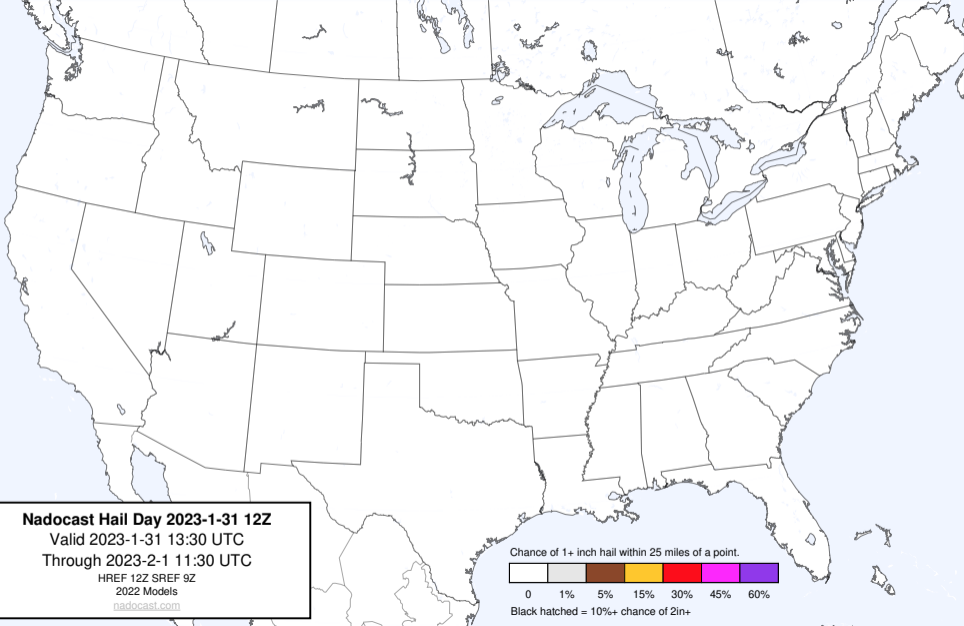 Nadocast Hail Day 2023-1-31 12Z
Valid 2023-1-31 13:30 UTC
Through 2023-2-1 11:30 UTC
HREF 12Z SREF 9Z
2022 Models
nadocast.com
Chance of 1+ inch hail within 25 miles of a point.
0 1% 5% 15% 30% 45% 60%
Black hatched = 10%+ chance of 2in+